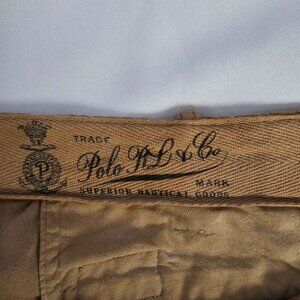 TRADE
Polo RL & Co.
MARK
SUPERIOR NAUTICAL GOODS
P